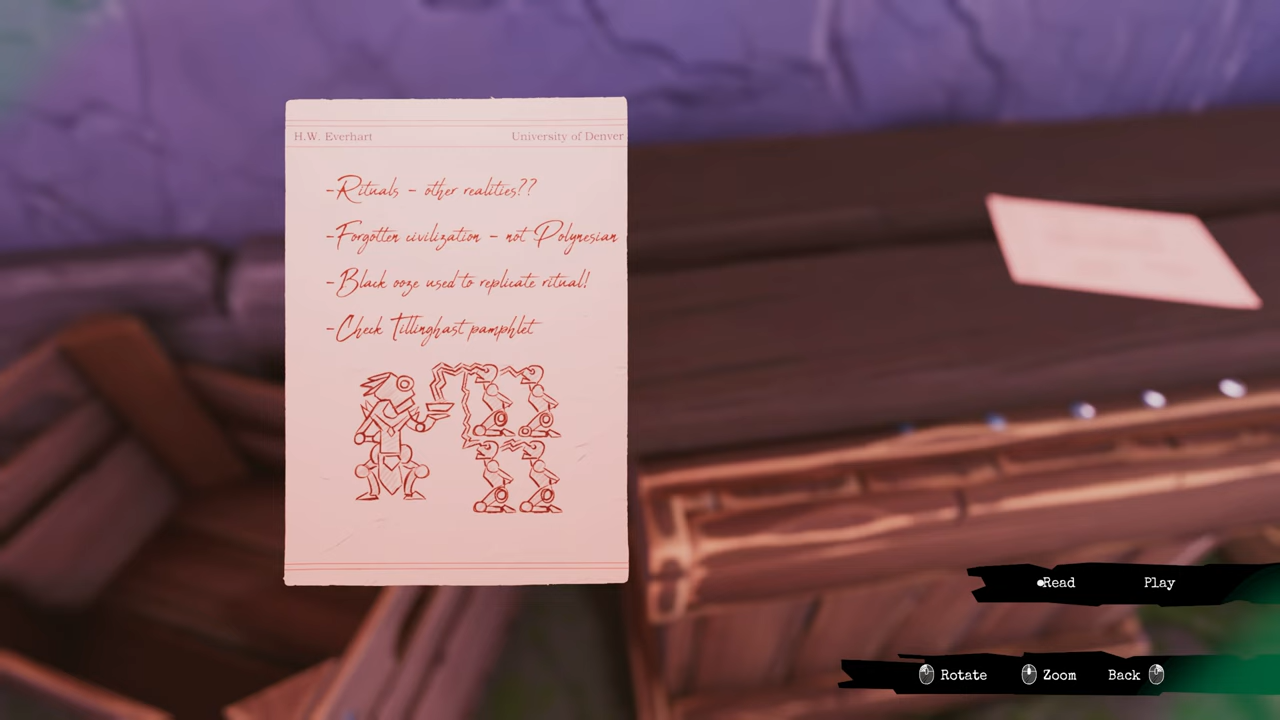 H.W. Everhart University of Denver
-Rituals - other realities??
-Forgotten civilization - not Polynesian
-Black ooze used to replicate ritual!
-Check Tillinghast pamphlet
Read Play
Rotate Zoom Back